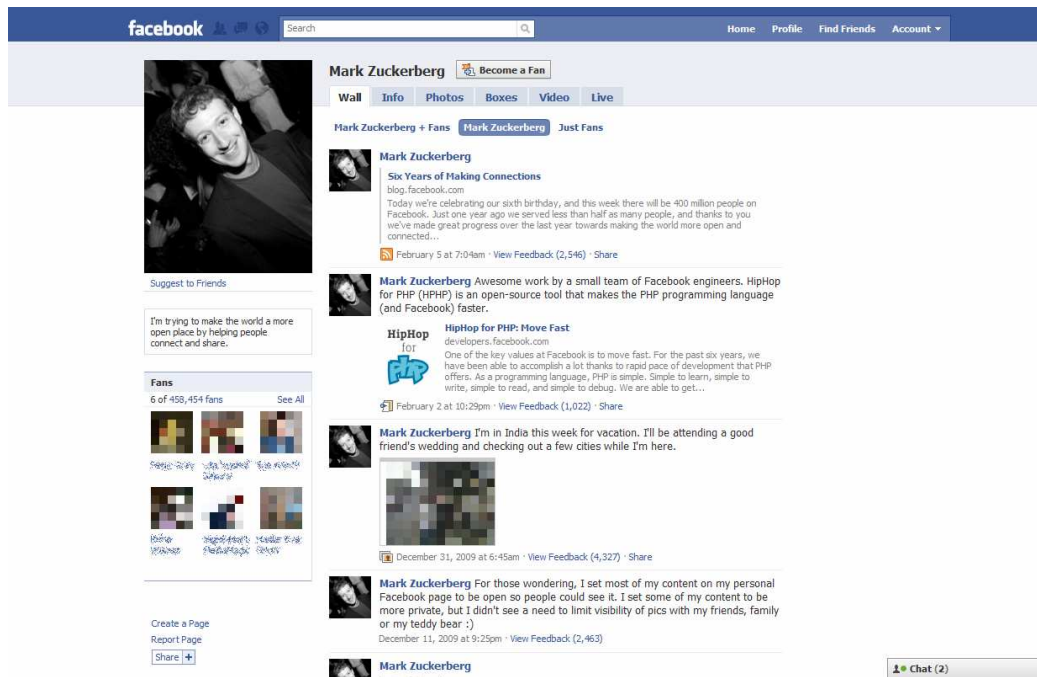 facebook
Search
Home Profile Find Friends Account
Mark Zuckerberg Become a Fan
Wall Info Photos Boxes Video Live
Mark Zuckerberg + Fans Mark Zuckerberg Just Fans
Suggest to Friends
I'm trying to make the world a more
open place by helping people
connect and share.
Fans
6 of 458,454 fans See All
Create a Page
Report Page
Share +
Mark Zuckerberg
Six Years of Making Connections
blog.facebook.com
Today we're celebrating our sixth birthday, and this week there will be 400 million people on
Facebook. Just one year ago we served less than half as many people, and thanks to you
we've made great progress over the last year towards making the world more open and
connected...
February 5 at 7:04am · View Feedback (2,546) · Share
Mark Zuckerberg Awesome work by a small team of Facebook engineers. HipHop
for PHP (HPHP) is an open-source tool that makes the PHP programming language
(and Facebook) faster.
HipHop
for
php
HipHop for PHP: Move Fast
developers.facebook.com
One of the key values at Facebook is to move fast. For the past six years, we
have been able to accomplish a lot thanks to rapid pace of development that PHP
offers. As a programming language, PHP is simple. Simple to learn, simple to
write, simple to read, and simple to debug. We are able to get...
February 2 at 10:29pm · View Feedback (1,022) · Share
Mark Zuckerberg I'm in India this week for vacation. I'll be attending a good
friend's wedding and checking out a few cities while I'm here.
December 31, 2009 at 6:45am · View Feedback (4,327) · Share
Mark Zuckerberg For those wondering, I set most of my content on my personal
Facebook page to be open so people could see it. I set some of my content to be
more private, but I didn't see a need to limit visibility of pics with my friends, family
or my teddy bear :)
December 11, 2009 at 9:25pm · View Feedback (2,463)
Mark Zuckerberg
Chat (2)